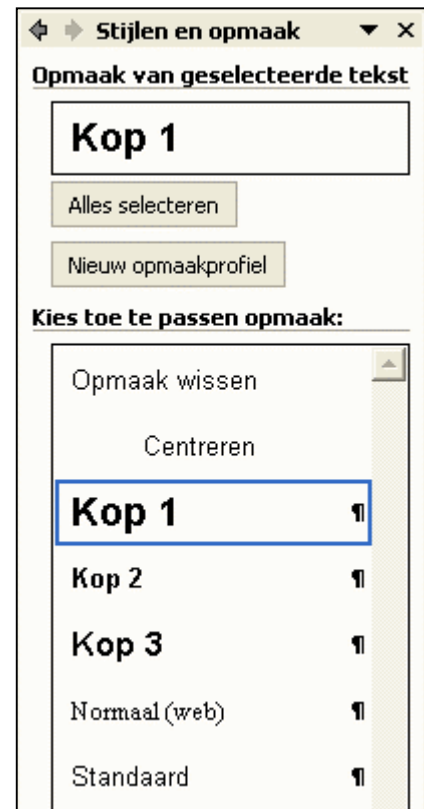 Stijlen en opmaak
Opmaak van geselecteerde tekst
Kop 1
Alles selecteren
Nieuw opmaakprofiel
Kies toe te passen opmaak:
Opmaak wissen
Centreren
Kop 1 ¶
Kop 2 ¶
Kop 3 ¶
Normaal (web) ¶
Standaard ¶